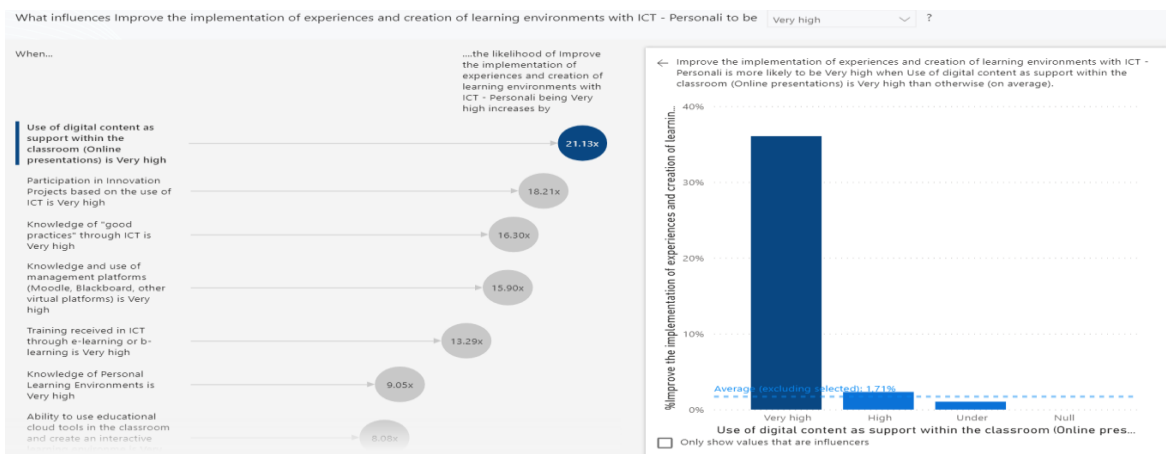 What influences Improve the implementation of experiences and creation of learning environments with ICT - Personali to be Very high ?
When...
....the likelihood of Improve
the implementation of
experiences and creation of
learning environments with
ICT - Personali being Very
high increases by
Use of digital content as
support within the
classroom (Online
presentations) is Very high
21.13x
Participation in Innovation
Projects based on the use of
ICT is Very high
18.21x
Knowledge of "good
practices" through ICT is
Very high
16.30x
Knowledge and use of
management platforms
(Moodle, Blackboard, other
virtual platforms) is Very
high
15.90x
Training received in ICT
through e-learning or b-
learning is Very high
13.29x
Knowledge of Personal
Learning Environments is
Very high
9.05x
Ability to use educational
cloud tools in the classroom
and create an interactive
8.08x
Improve the implementation of experiences and creation of learning environments with ICT -
Personali is more likely to be Very high when Use of digital content as support within the
classroom (Online presentations) is Very high than otherwise (on average).
%Improve the implementation of experiences and creation of learnin...
40%
30%
20%
10%
0%
Average (excluding selected): 1.71%
Very high
High
Under
Null
Use of digital content as support within the classroom (Online pres...
Only show values that are influencers